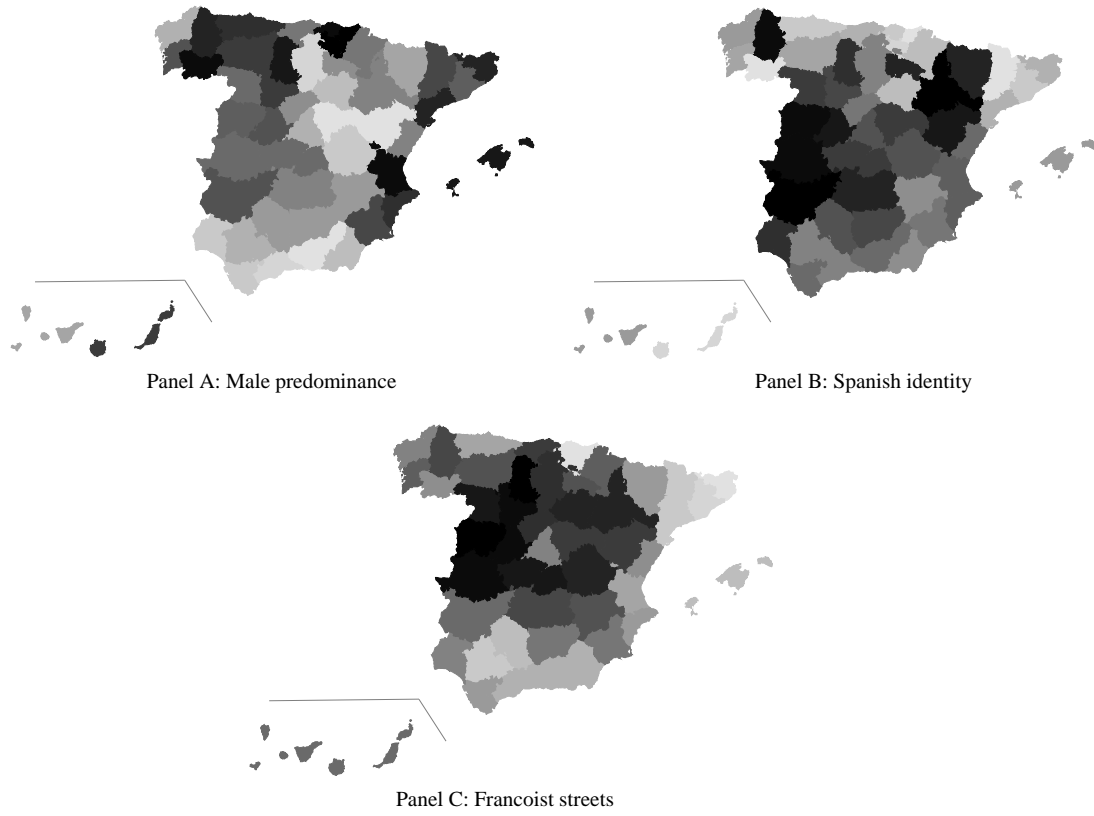 Panel A: Male predominance
Panel B: Spanish identity
Panel C: Francoist streets